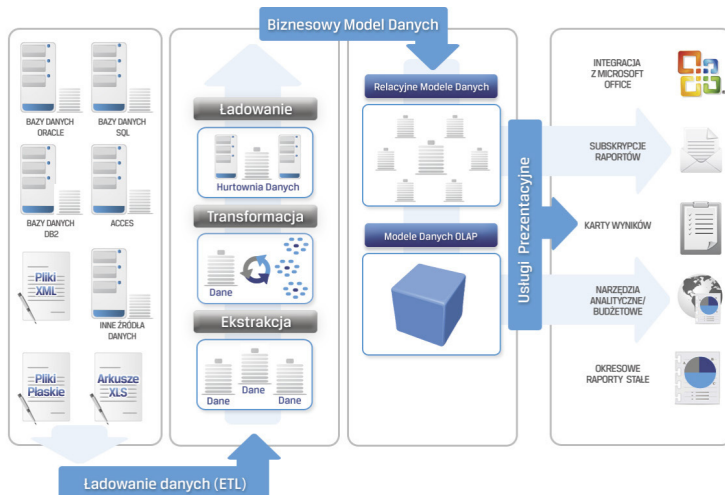 Biznesowy Model Danych
BAZY DANYCH
ORACLE
BAZY DANYCH
SQL
BAZY DANYCH
DB2
ACCES
Pliki
XML
INNE ŹRÓDŁA
DANYCH
Pliki
Płaskie
Arkusze
XLS
Ładowanie danych (ETL)
Ładowanie
Hurtownia Danych
Transformacja
Dane
Ekstrakcja
Dane
Dane
Dane
Relacyjne Modele Danych
Modele Danych OLAP
Usługi Prezentacyjne
INTEGRACJA
Z MICROSOFT
OFFICE
SUBSKRYPCJE
RAPORTÓW
KARTY WYNIKÓW
NARZĘDZIA
ANALITYCZNE/
BUDŻETOWE
OKRESOWE
RAPORTY STAŁE